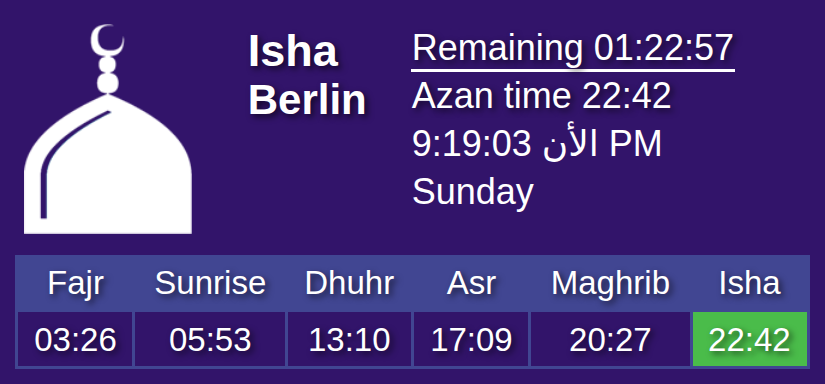 Isha
Berlin
Remaining 01:22:57
Azan time 22:42
9:19:03 الأن PM
Sunday
Fajr Sunrise Dhuhr Asr Maghrib Isha
03:26 05:53 13:10 17:09 20:27 22:42